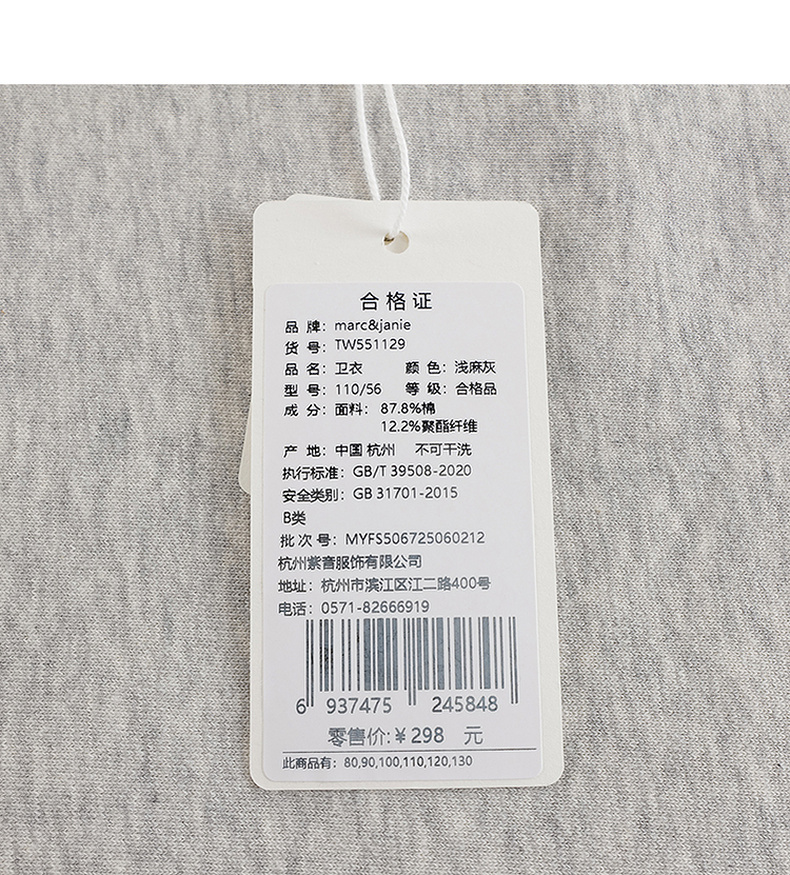 合格证
品 牌：marc&janie
货 号：TW551129
品 名：卫衣 颜 色：浅麻灰
型 号：110/56 等 级：合格品
成 分：面料： 87.8%棉
12.2%聚酯纤维
产 地：中国 杭州 不可干洗
执行标准：GB/T 39508-2020
安全类别：GB 31701-2015
B类
批 次 号：MYFS506725060212
杭州紫音服饰有限公司
地址：杭州市滨江区江二路400号
电话：0571-82666919
6 937475 245848
零售价:￥298 元
此商品有：80,90,100,110,120,130